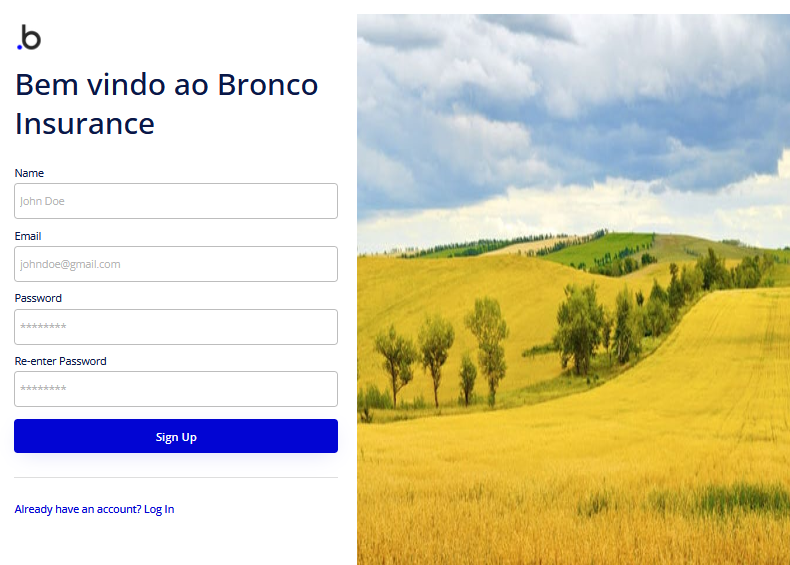 .b
Bem vindo ao Bronco
Insurance
Name
John Doe
Email
johndoe@gmail.com
Password
********
Re-enter Password
********
Sign Up
Already have an account? Log In